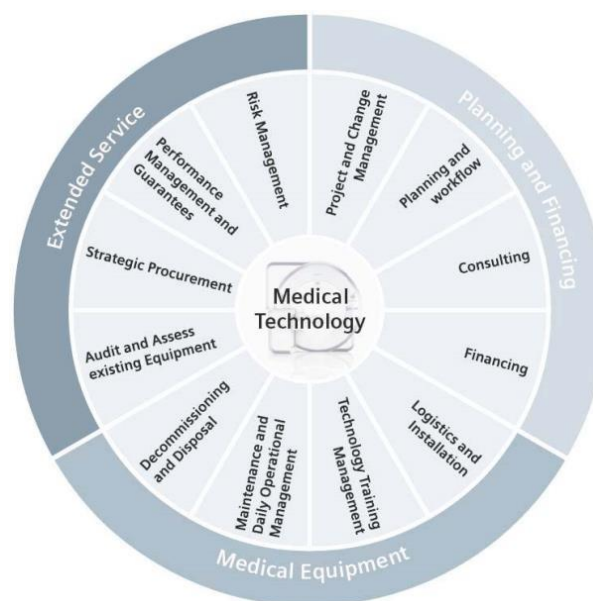 Extended Service
Planning and Financing
Medical Equipment
Medical
Technology
Project and Change
Management
Planning and
workflow
Consulting
Financing
Logistics and
Installation
Technology Training
Management
Maintenance and
Daily Operational
Management
Decommissioning
and Disposal
Audit and Assess
existing Equipment
Strategic Procurement
Performance
Management and
Guarantees
Risk Management